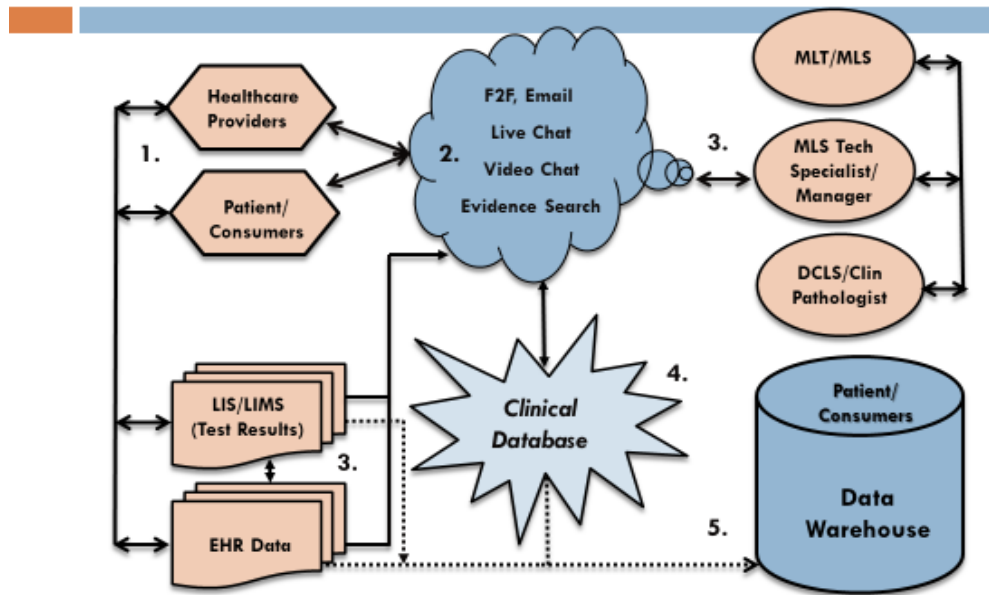 Healthcare
Providers
1.
Patient/
Consumers
F2F, Email
2.
Live Chat
Video Chat
Evidence Search
3.
MLT/MLS
MLS Tech
Specialist/
Manager
DCLS/Clin
Pathologist
LIS/LIMS
(Test Results)
3.
EHR Data
4.
Clinical
Database
5.
Patient/
Consumers
Data
Warehouse